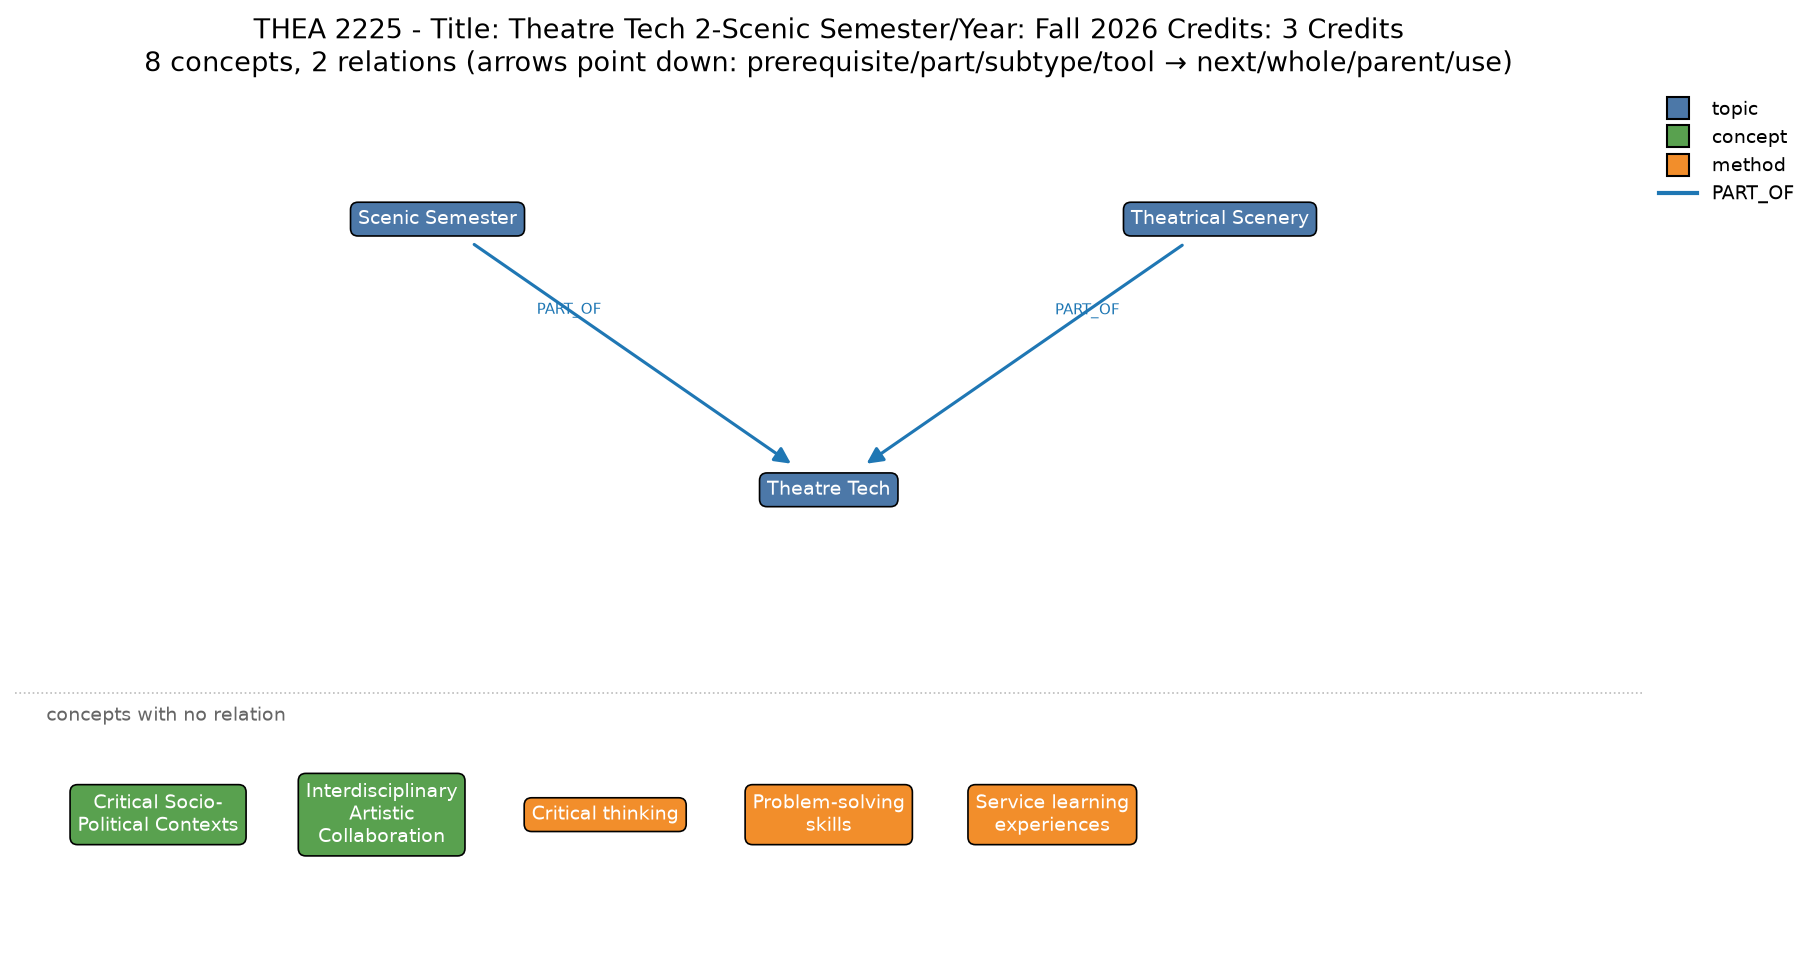 THEA 2225 - Title: Theatre Tech 2-Scenic Semester/Year: Fall 2026 Credits: 3 Credits
8 concepts, 2 relations (arrows point down: prerequisite/part/subtype/tool → next/whole/parent/use)
topic
concept
method
PART_OF
Scenic Semester
Theatrical Scenery
PART_OF
PART_OF
Theatre Tech
concepts with no relation
Critical Socio-
Political Contexts
Interdisciplinary
Artistic
Collaboration
Critical thinking
Problem-solving
skills
Service learning
experiences